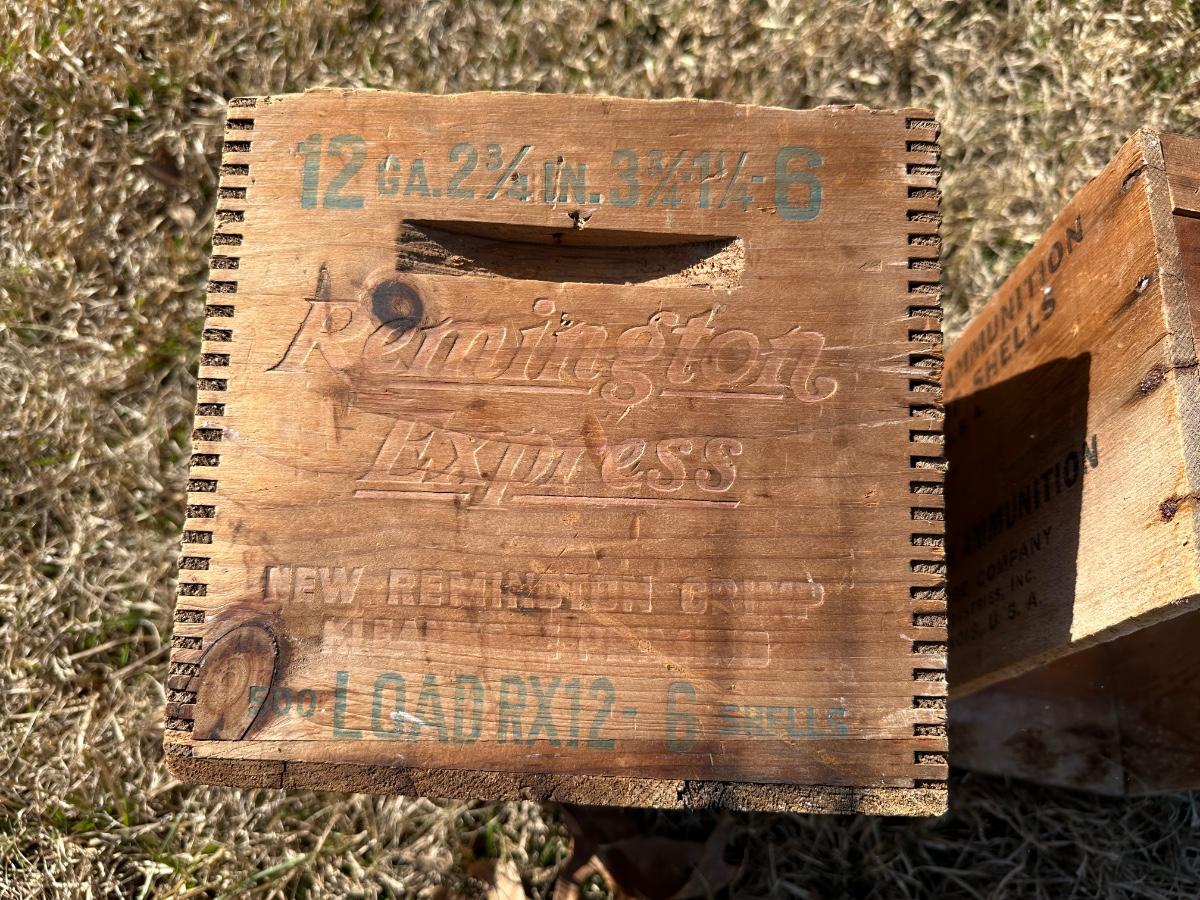 12 GA. 2¾ IN. 3¾-1¼-6
Remington
Express
NEW REMINGTON CRIMP
500 LOAD RX12-6 SHELLS
AMMUNITION
SHELLS
AMMUNITION
COMPANY
INC.
U. S. A.